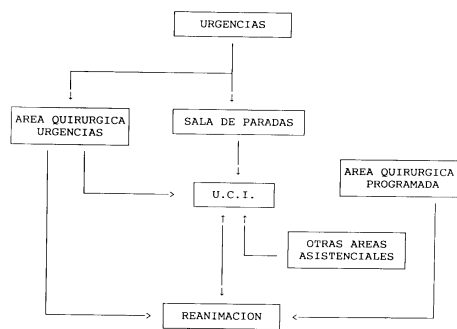 URGENCIAS
AREA QUIRURGICA
URGENCIAS
SALA DE PARADAS
AREA QUIRURGICA
PROGRAMADA
U.C.I.
OTRAS AREAS
ASISTENCIALES
REANIMACION